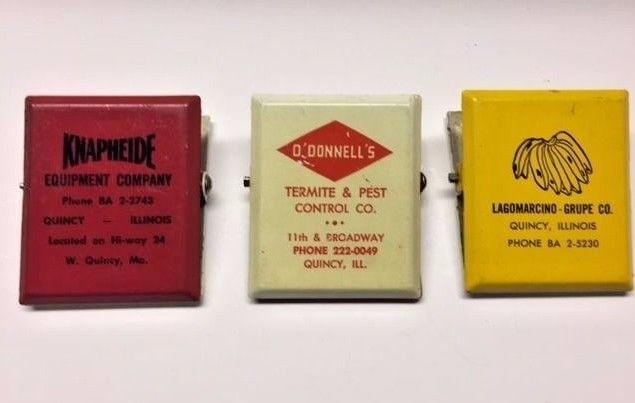 KNAPHEIDE
EQUIPMENT COMPANY
Phone BA 2-2743
QUINCY — ILLINOIS
Located on Hi-way 24
W. Quincy, Mo.
O'DONNELL'S
TERMITE & PEST
CONTROL CO.
11th & BROADWAY
PHONE 222-0049
QUINCY, ILL.
LAGOMARCINO-GRUPE CO.
QUINCY, ILLINOIS
PHONE BA 2-5230